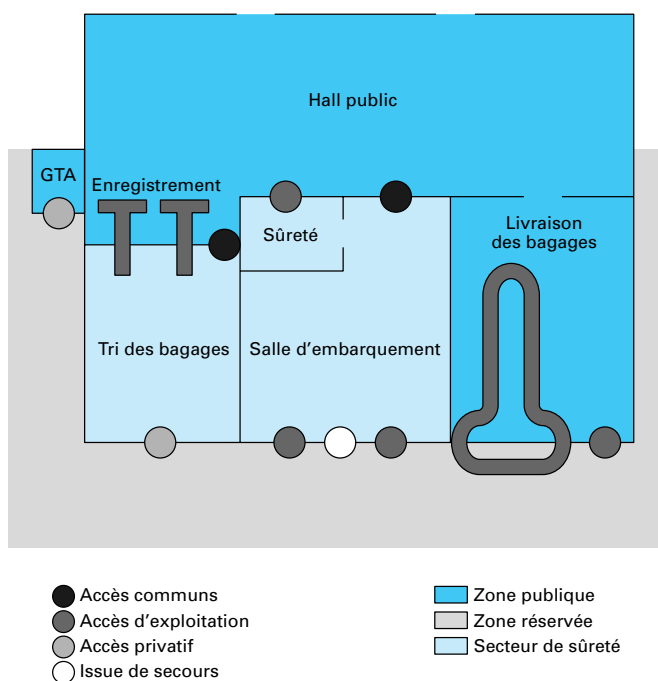 Hall public
GTA
Enregistrement
Sûreté
Livraison
des bagages
Tri des bagages
Salle d'embarquement
Accès communs
Accès d'exploitation
Accès privatif
Issue de secours
Zone publique
Zone réservée
Secteur de sûreté